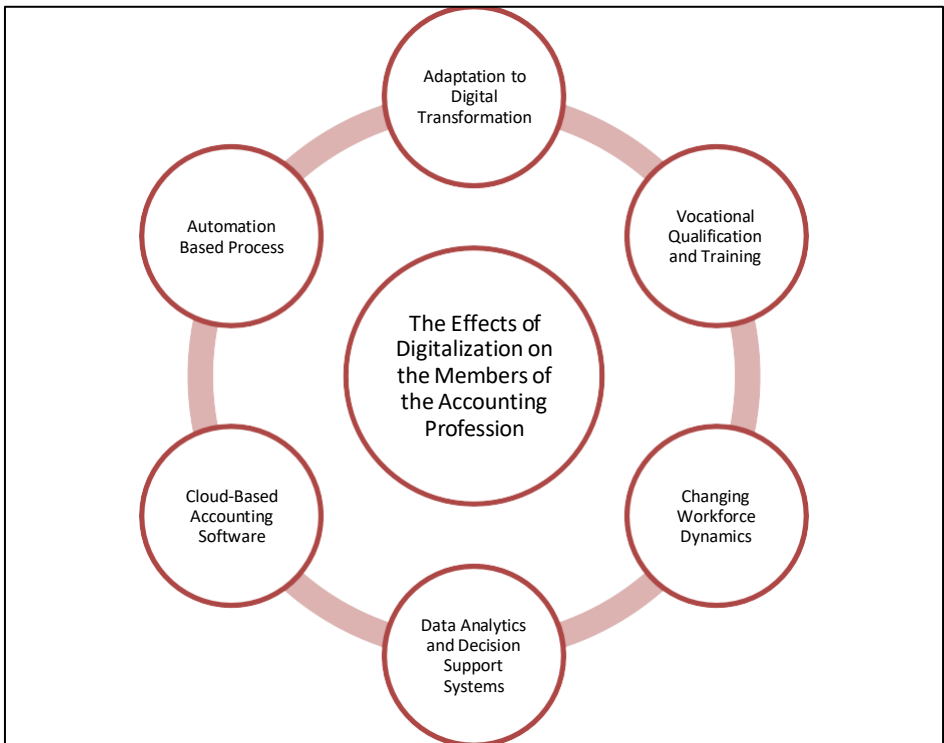 Adaptation to
Digital
Transformation
Vocational
Qualification
and Training
Changing
Workforce
Dynamics
Data Analytics
and Decision
Support
Systems
Cloud-Based
Accounting
Software
Automation
Based Process
The Effects of
Digitalization on
the Members of
the Accounting
Profession